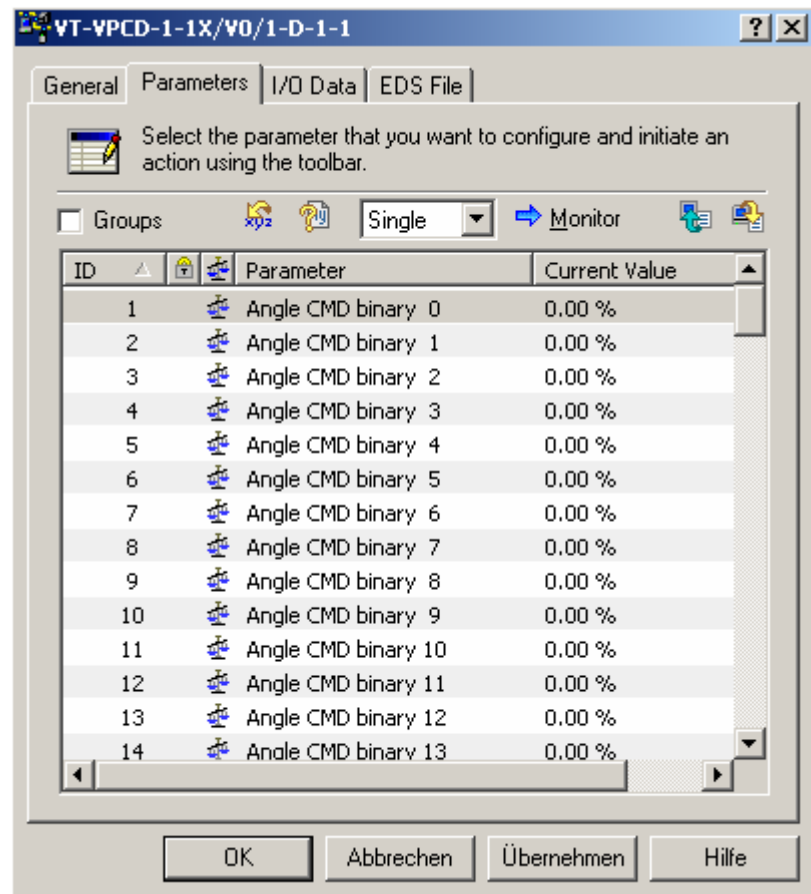 VT-VPCD-1-1X/V0/1-D-1-1
General Parameters I/O Data EDS File
Select the parameter that you want to configure and initiate an
action using the toolbar.
Groups xyz Single Monitor
ID Parameter Current Value
1 Angle CMD binary 0 0.00 %
2 Angle CMD binary 1 0.00 %
3 Angle CMD binary 2 0.00 %
4 Angle CMD binary 3 0.00 %
5 Angle CMD binary 4 0.00 %
6 Angle CMD binary 5 0.00 %
7 Angle CMD binary 6 0.00 %
8 Angle CMD binary 7 0.00 %
9 Angle CMD binary 8 0.00 %
10 Angle CMD binary 9 0.00 %
11 Angle CMD binary 10 0.00 %
12 Angle CMD binary 11 0.00 %
13 Angle CMD binary 12 0.00 %
14 Angle CMD binary 13 0.00 %
OK Abbrechen Übernehmen Hilfe